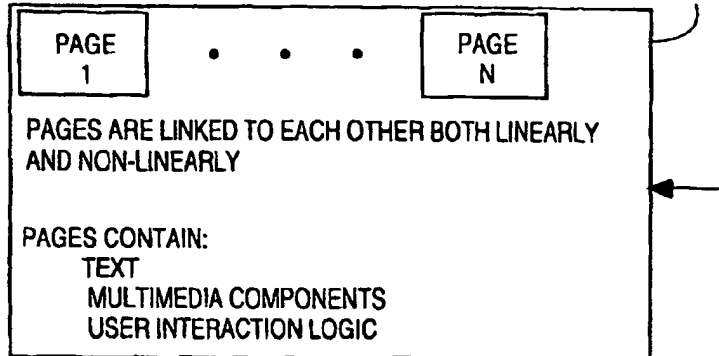 PAGE 1
• • •
PAGE N
PAGES ARE LINKED TO EACH OTHER BOTH LINEARLY
AND NON-LINEARLY
PAGES CONTAIN:
TEXT
MULTIMEDIA COMPONENTS
USER INTERACTION LOGIC